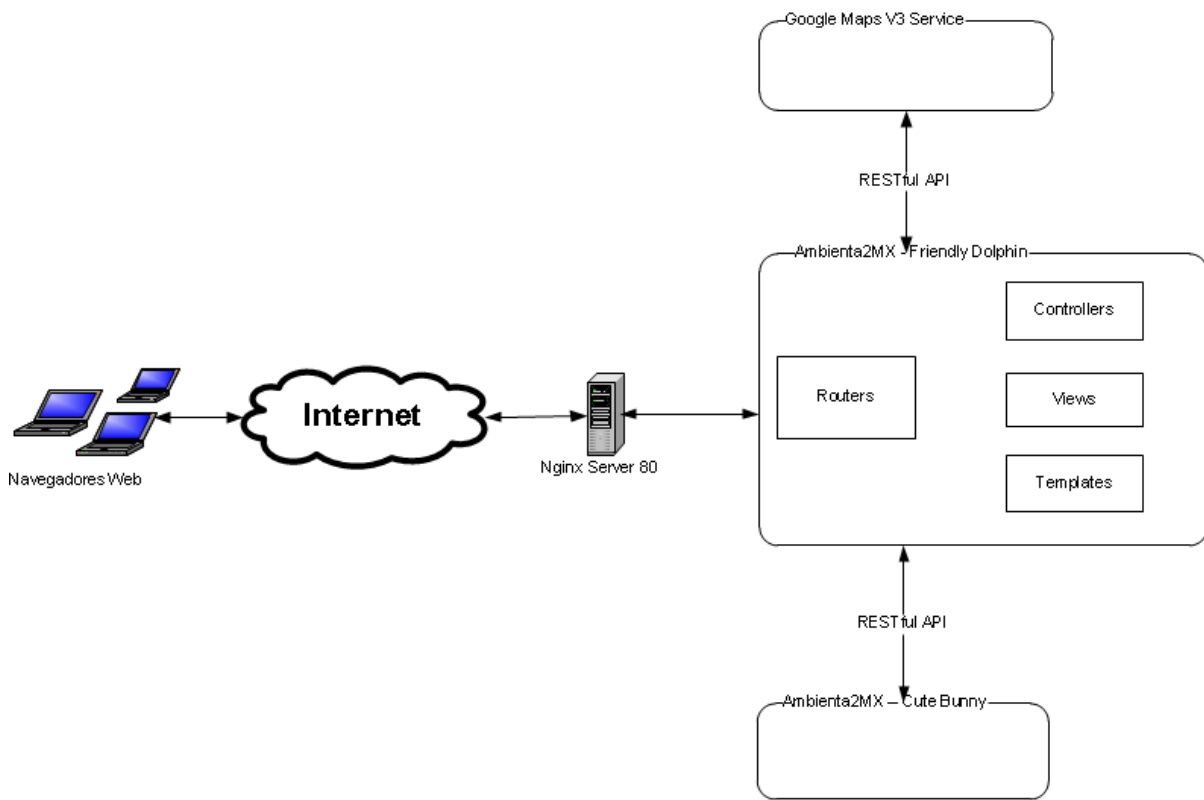 Google Maps V3 Service
RESTful API
Ambienta2MX - Friendly Dolphin
Controllers
Routers
Views
Templates
Internet
Navegadores Web
Nginx Server 80
RESTful API
Ambienta2MX – Cute Bunny